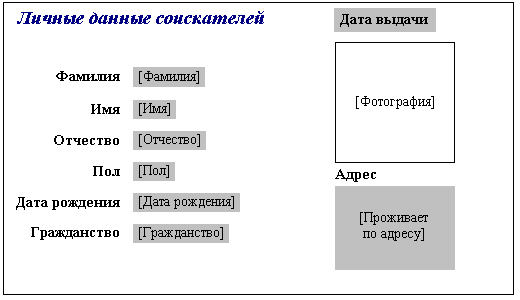 Личные данные соискателей
Дата выдачи
Фамилия [Фамилия]
Имя [Имя]
Отчество [Отчество]
Пол [Пол]
Дата рождения [Дата рождения]
Гражданство [Гражданство]
[Фотография]
Адрес
[Проживает
по адресу]